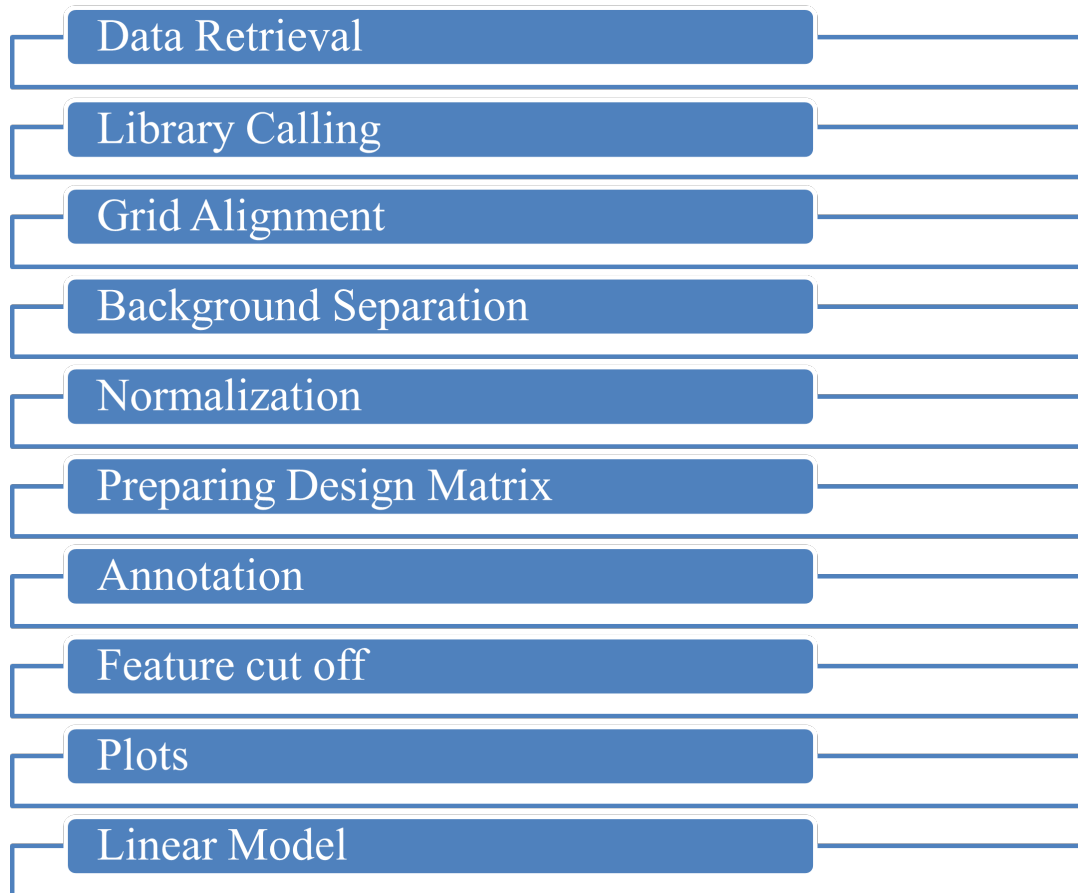 Data Retrieval
Library Calling
Grid Alignment
Background Separation
Normalization
Preparing Design Matrix
Annotation
Feature cut off
Plots
Linear Model